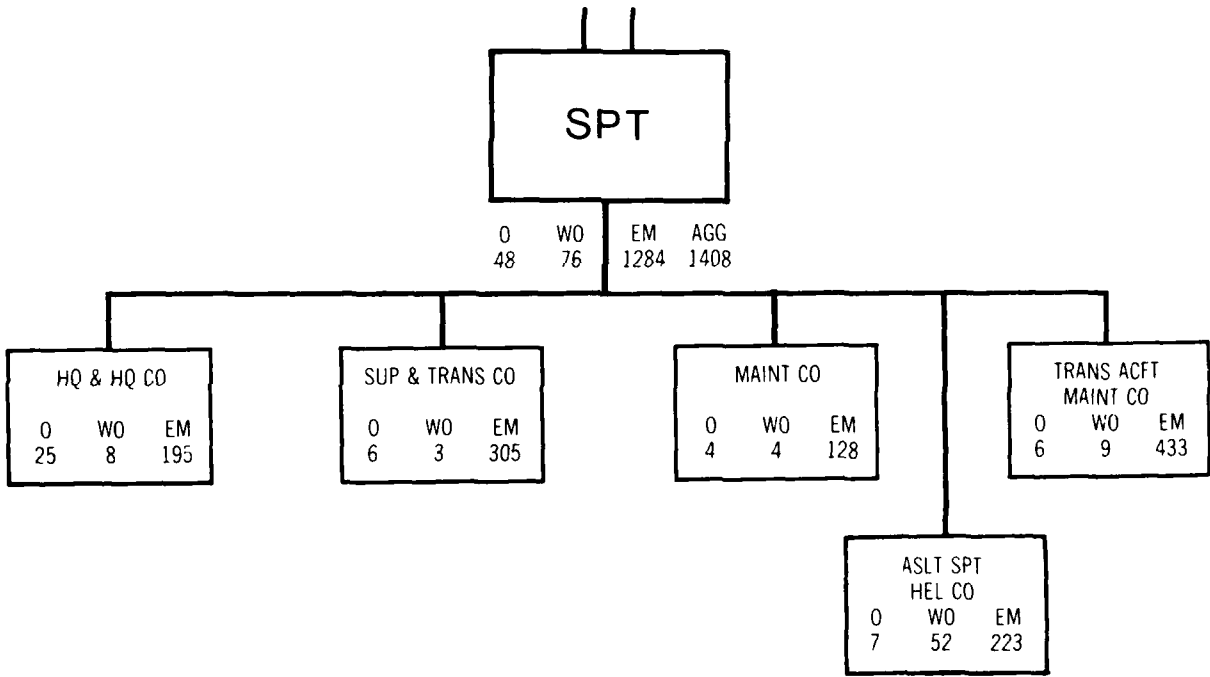 SPT
O WO EM AGG
48 76 1284 1408
HQ & HQ CO
O WO EM
25 8 195
SUP & TRANS CO
O WO EM
6 3 305
MAINT CO
O WO EM
4 4 128
TRANS ACFT
MAINT CO
O WO EM
6 9 433
ASLT SPT
HEL CO
O WO EM
7 52 223